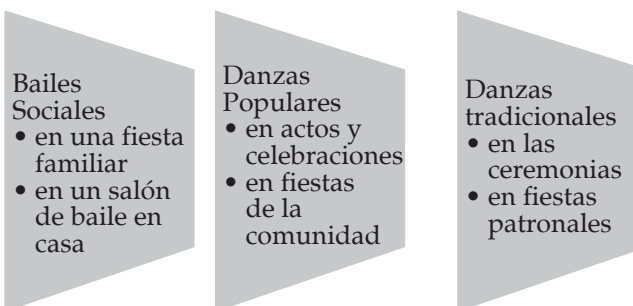 Bailes
Sociales
• en una fiesta
familiar
• en un salón
de baile en
casa
Danzas
Populares
• en actos y
celebraciones
• en fiestas
de la
comunidad
Danzas
tradicionales
• en las
ceremonias
• en fiestas
patronales